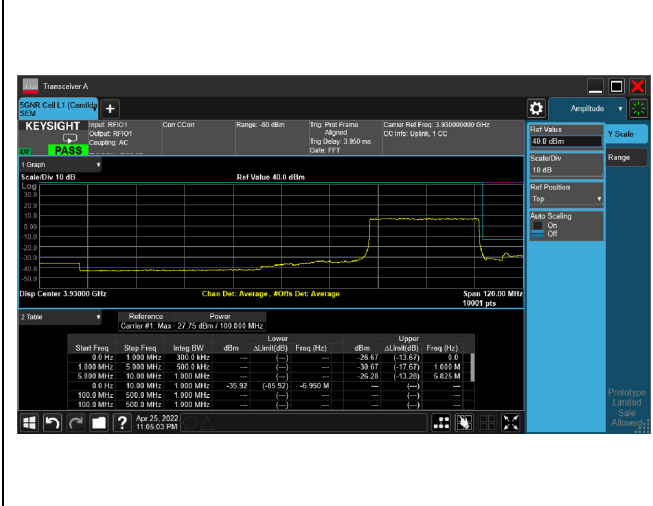 Transceiver A
5GNR Cell L1 (Candida
SEM
Amplitude
KEYSIGHT
Input: RFIO1
Output: RFIO1
Coupling: AC
PASS
Corr CCorr
Range: -60 dBm
Trig: Prot Frame
Aligned
Trig Delay: 3.950 ms
Gate: FFT
Carrier Ref Freq: 3.930000000 GHz
CC Info: Uplink, 1 CC
Ref Value
40.0 dBm
Scale/Div
10 dB
Ref Position
Top
Auto Scaling
On
Off
Y Scale
Range
1 Graph
Scale/Div 10 dB
Ref Value 40.0 dBm
Log
30.0
20.0
10.0
0.00
-10.0
-20.0
-30.0
-40.0
-50.0
Disp Center 3.93000 GHz
Chan Det: Average , #Offs Det: Average
Span 120.00 MHz
10001 pts
2 Table
Reference Power
Carrier #1: Max 27.75 dBm / 100.000 MHz
Lower Upper
Start Freq Stop Freq Integ BW dBm ΔLimit(dB) Freq (Hz) dBm ΔLimit(dB) Freq (Hz)
0.0 Hz 1.000 MHz 300.0 kHz --- (---) --- -26.67 (-13.67) 0.0
1.000 MHz 5.000 MHz 500.0 kHz --- (---) --- -30.67 (-17.67) 1.000 M
5.000 MHz 10.00 MHz 1.000 MHz --- (---) --- -26.28 (-13.28) 5.825 M
0.0 Hz 10.00 MHz 1.000 MHz -35.92 (-85.92) -6.950 M --- (---) ---
100.0 MHz 500.0 MHz 1.000 MHz --- (---) --- --- (---) ---
100.0 MHz 500.0 MHz 1.000 MHz --- (---) --- --- (---) ---
Apr 25, 2022
11:05:03 PM
Prototype
Limited
Sale
Allowed